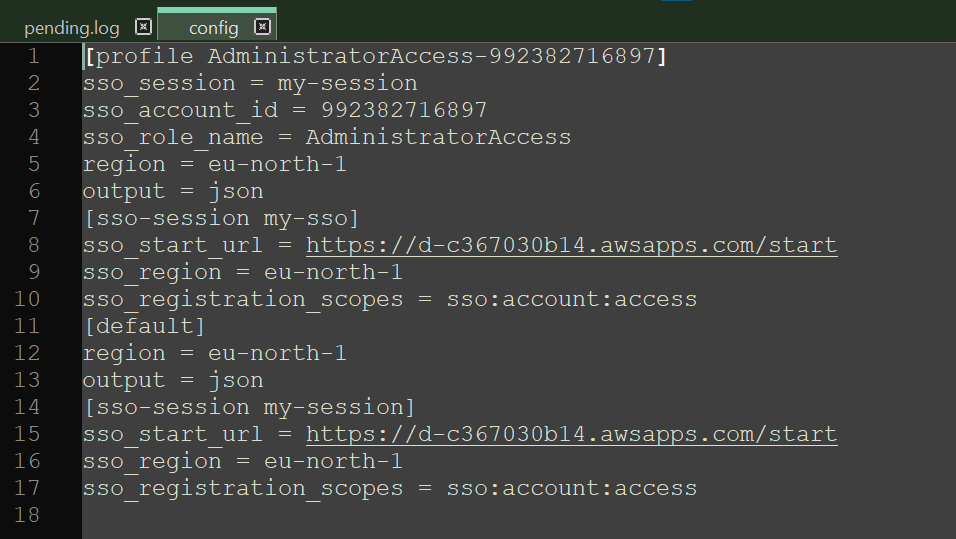 pending.log config
1 [profile AdministratorAccess-992382716897]
2 sso_session = my-session
3 sso_account_id = 992382716897
4 sso_role_name = AdministratorAccess
5 region = eu-north-1
6 output = json
7 [sso-session my-sso]
8 sso_start_url = https://d-c367030b14.awsapps.com/start
9 sso_region = eu-north-1
10 sso_registration_scopes = sso:account:access
11 [default]
12 region = eu-north-1
13 output = json
14 [sso-session my-session]
15 sso_start_url = https://d-c367030b14.awsapps.com/start
16 sso_region = eu-north-1
17 sso_registration_scopes = sso:account:access
18